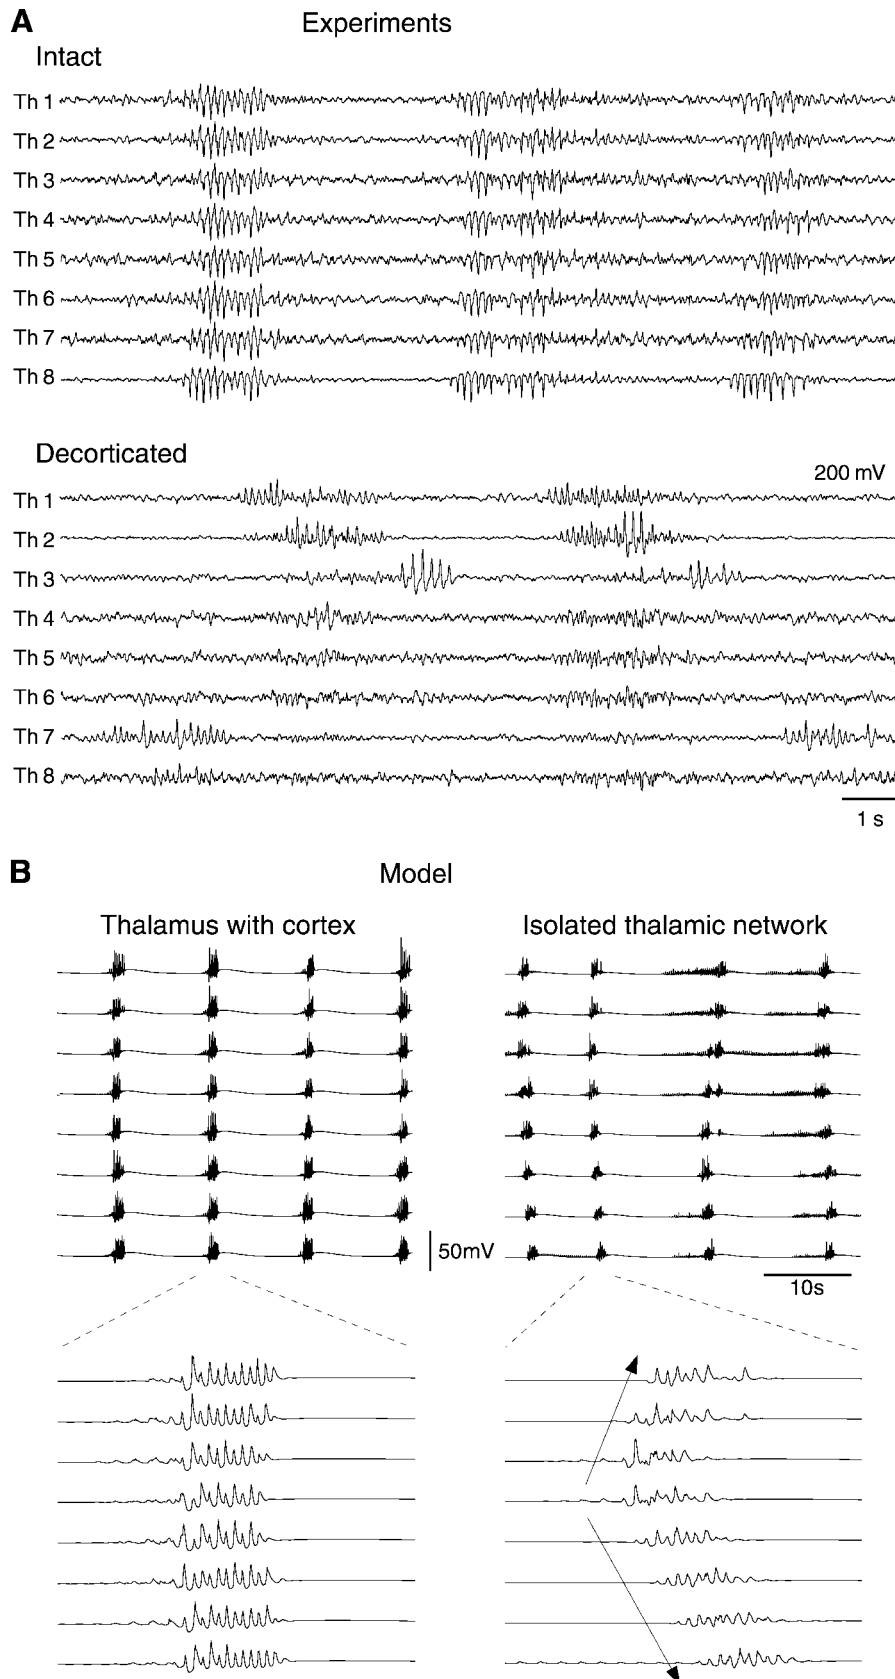 A
Experiments
Intact
Th 1
Th 2
Th 3
Th 4
Th 5
Th 6
Th 7
Th 8
Decorticated
200 mV
Th 1
Th 2
Th 3
Th 4
Th 5
Th 6
Th 7
Th 8
1 s
B
Model
Thalamus with cortex
Isolated thalamic network
50mV
10s